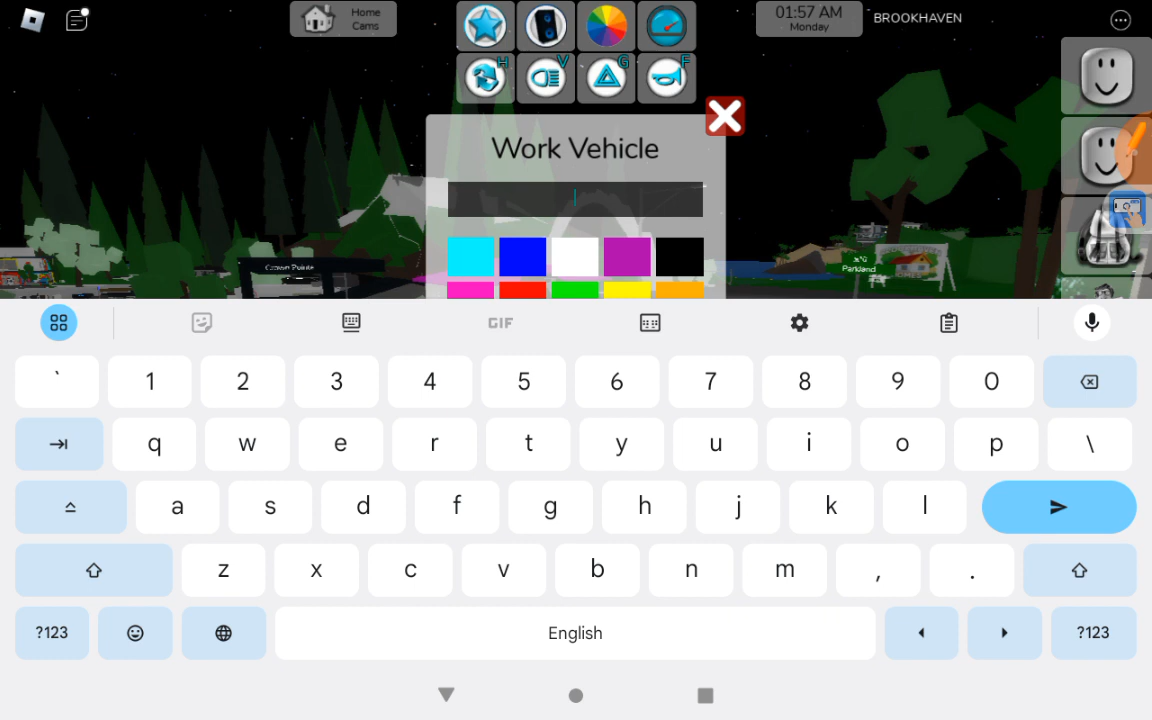 Home
Cams
H V G F
01:57 AM
Monday
BROOKHAVEN
Work Vehicle
Parkland
GIF
` 1 2 3 4 5 6 7 8 9 0
q w e r t y u i o p \
a s d f g h j k l
z x c v b n m , .
?123 English ?123